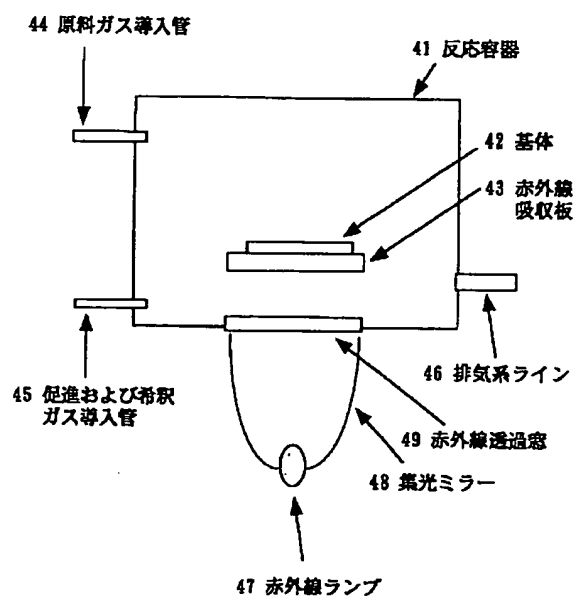 44 原料ガス導入管
41 反応容器
42 基体
43 赤外線
吸収板
46 排気系ライン
45 促進および希釈
ガス導入管
49 赤外線透過窓
48 集光ミラー
47 赤外線ランプ